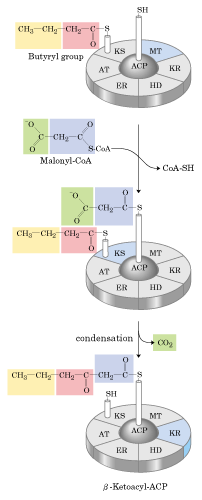 SH
CH3—CH2—CH2—C—S
O
Butyryl group
KS MT
AT ACP KR
ER HD
−O O
C—CH2—C
O S-CoA
Malonyl-CoA
CoA-SH
−O O
C—CH2—C—S
O
CH3—CH2—CH2—C—S
O
KS MT
AT ACP KR
ER HD
condensation
CO2
O
CH3—CH2—CH2—C—CH2—C—S
O
SH
KS MT
AT ACP KR
ER HD
β-Ketoacyl-ACP